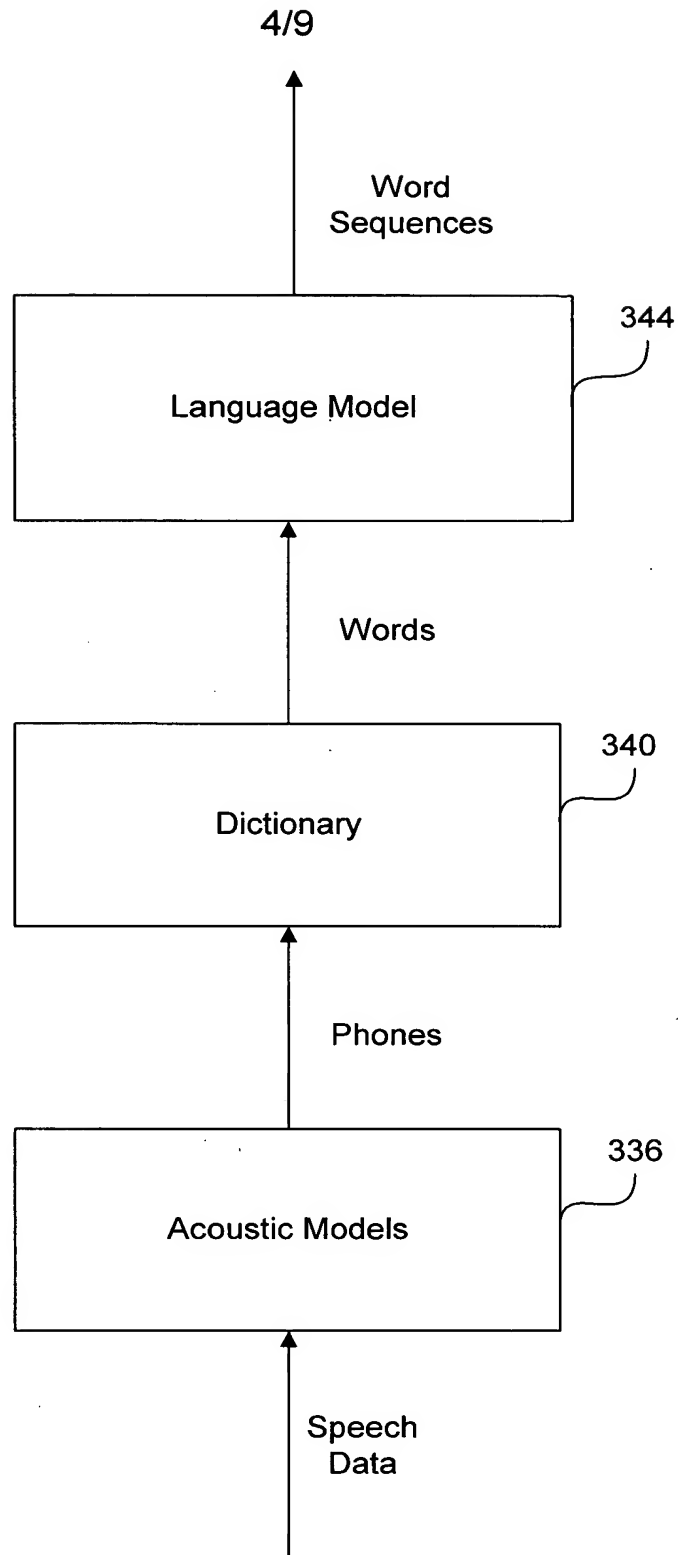 4/9
Word
Sequences
344
Language Model
Words
340
Dictionary
Phones
336
Acoustic Models
Speech
Data